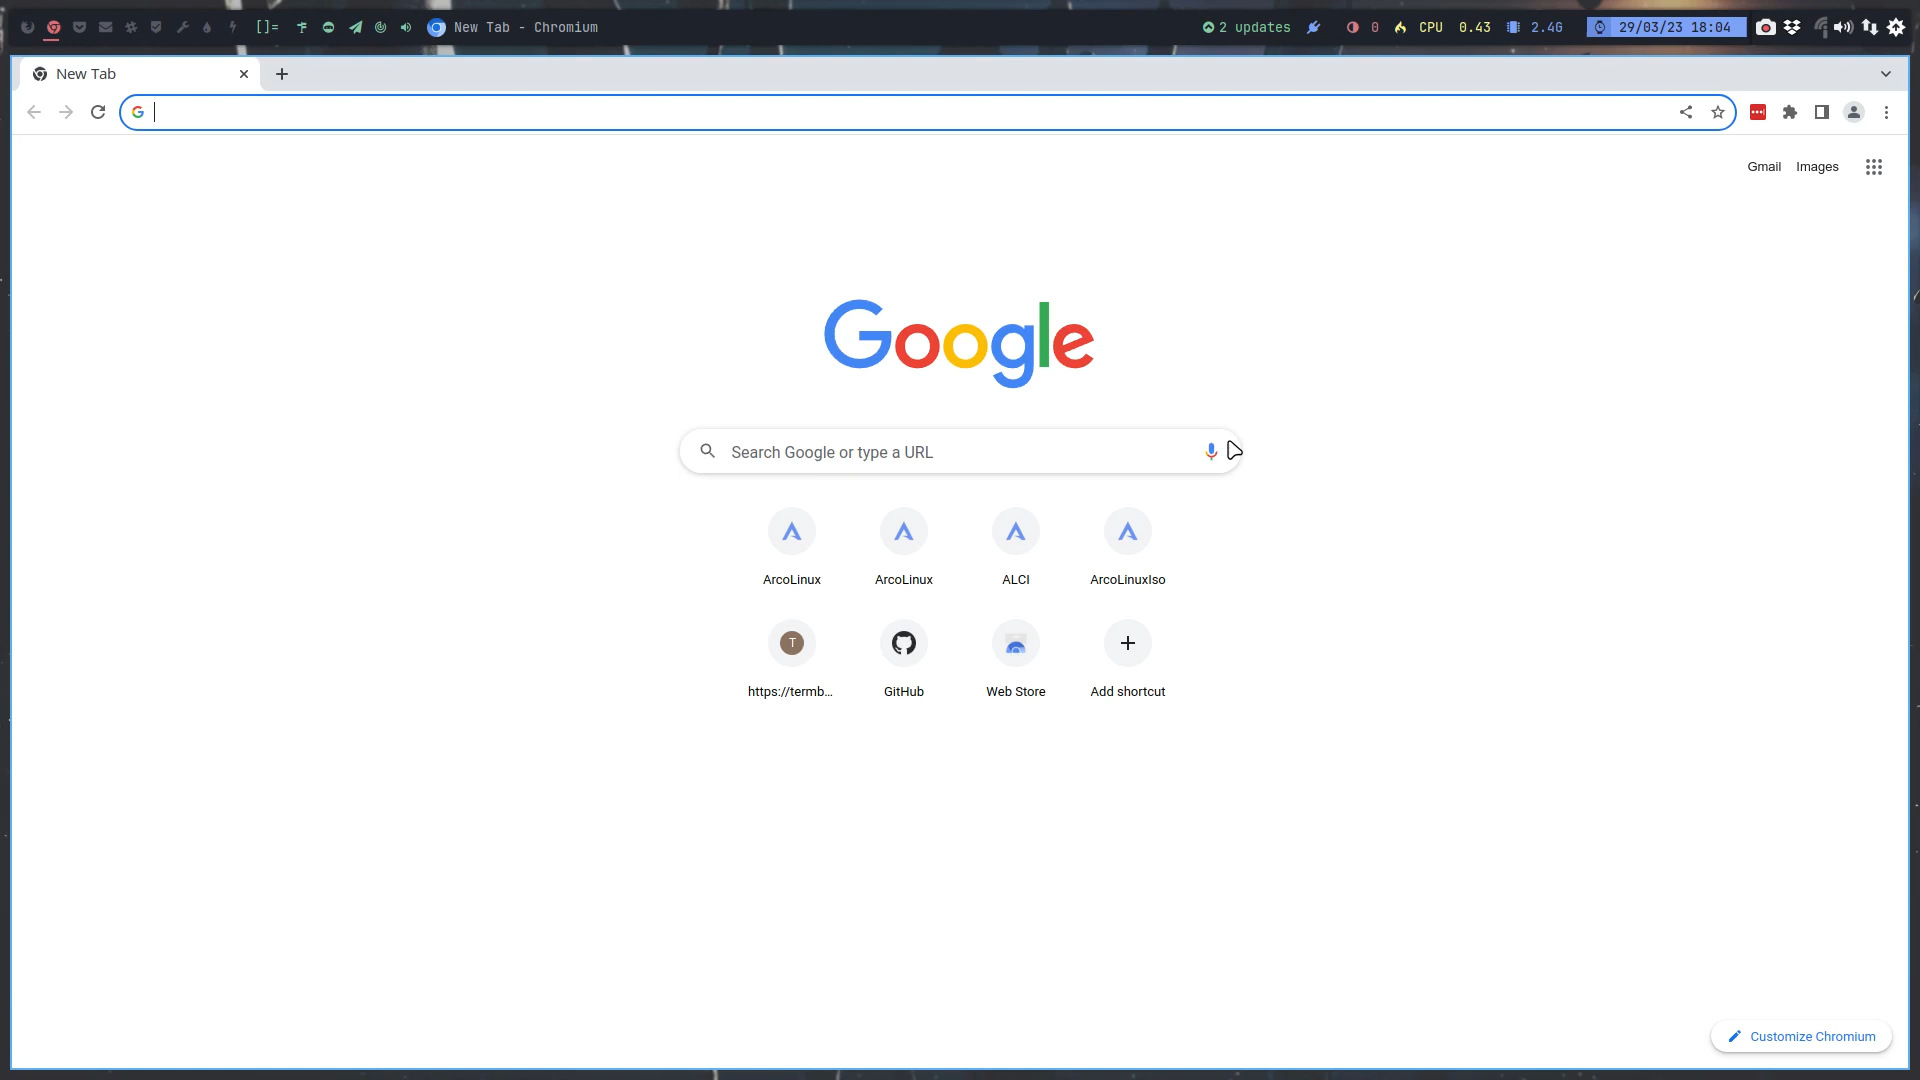 []= New Tab - Chromium 2 updates 0 CPU 0.43 2.4G 29/03/23 18:04
New Tab
Gmail Images
Google
Search Google or type a URL
ArcoLinux ArcoLinux ALCI ArcoLinuxIso
T
https://termb... GitHub Web Store Add shortcut
Customize Chromium